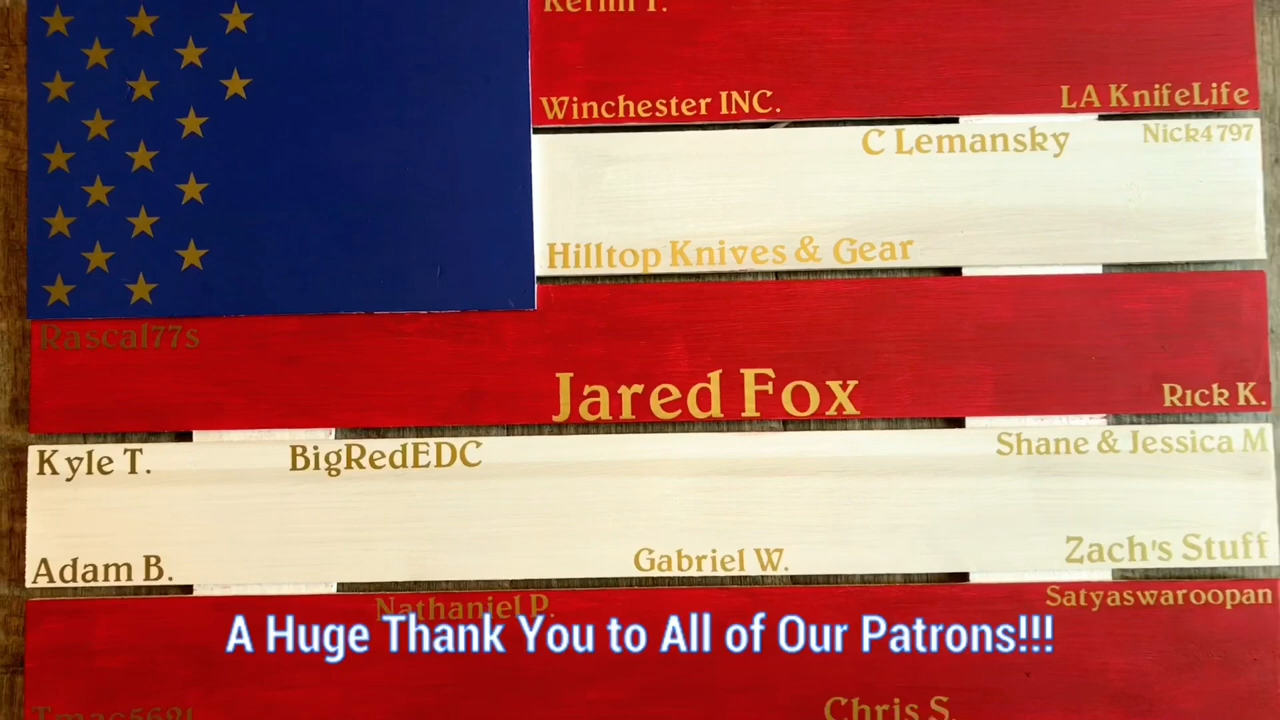 Winchester INC.
LA KnifeLife
C Lemansky
Nick4797
Hilltop Knives & Gear
Rascal77s
Jared Fox
Rick K.
Kyle T.
BigRedEDC
Shane & Jessica M
Adam B.
Gabriel W.
Zach's Stuff
Nathaniel P.
Satyaswaroopan
A Huge Thank You to All of Our Patrons!!!
Chris S.